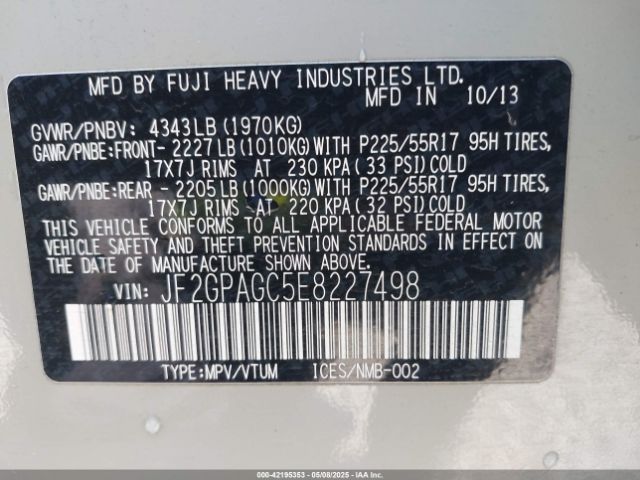 MFD BY FUJI HEAVY INDUSTRIES LTD.
MFD IN 10/13
GVWR/PNBV: 4343LB (1970KG)
GAWR/PNBE:FRONT- 2227LB (1010KG)WITH P225/55R17 95H TIRES,
17X7J RIMS AT 230 KPA (33 PSI)COLD
GAWR/PNBE:REAR - 2205LB (1000KG)WITH P225/55R17 95H TIRES,
17X7J RIMS AT 220 KPA (32 PSI)COLD
THIS VEHICLE CONFORMS TO ALL APPLICABLE FEDERAL MOTOR
VEHICLE SAFETY AND THEFT PREVENTION STANDARDS IN EFFECT ON
THE DATE OF MANUFACTURE SHOWN ABOVE.
VIN: JF2GPAGC5E8227498
TYPE:MPV/VTUM ICES/NMB-002
000-42195353 - 05/08/2025 - IAAI.com